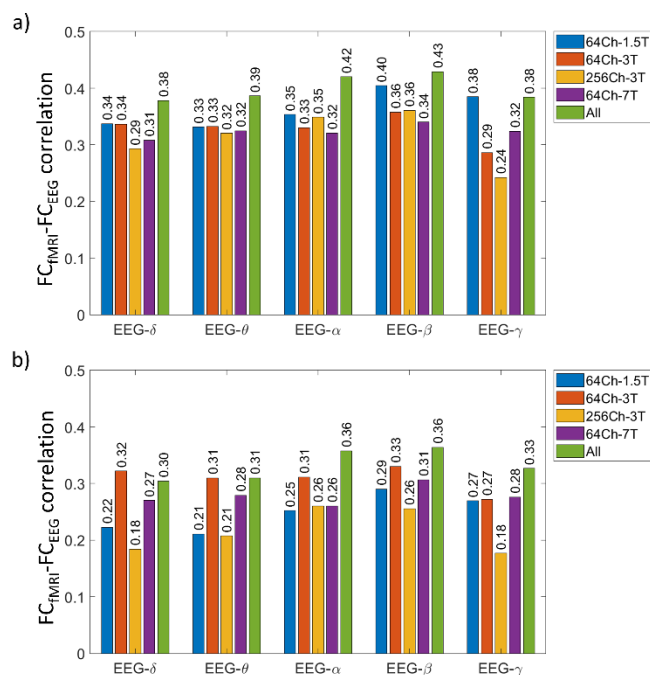 a)
0.5
0.4
0.3
0.2
0.1
0
FC_fMRI-FC_EEG correlation
0.34 0.34 0.29 0.31 0.38
0.33 0.33 0.32 0.32 0.39
0.35 0.33 0.35 0.32 0.42
0.40 0.36 0.36 0.34 0.43
0.38 0.29 0.24 0.32 0.38
EEG-δ EEG-θ EEG-α EEG-β EEG-γ
64Ch-1.5T
64Ch-3T
256Ch-3T
64Ch-7T
All
b)
0.5
0.4
0.3
0.2
0.1
0
FC_fMRI-FC_EEG correlation
0.22 0.32 0.18 0.27 0.30
0.21 0.31 0.21 0.28 0.31
0.25 0.31 0.26 0.26 0.36
0.29 0.33 0.26 0.31 0.36
0.27 0.27 0.18 0.28 0.33
EEG-δ EEG-θ EEG-α EEG-β EEG-γ
64Ch-1.5T
64Ch-3T
256Ch-3T
64Ch-7T
All